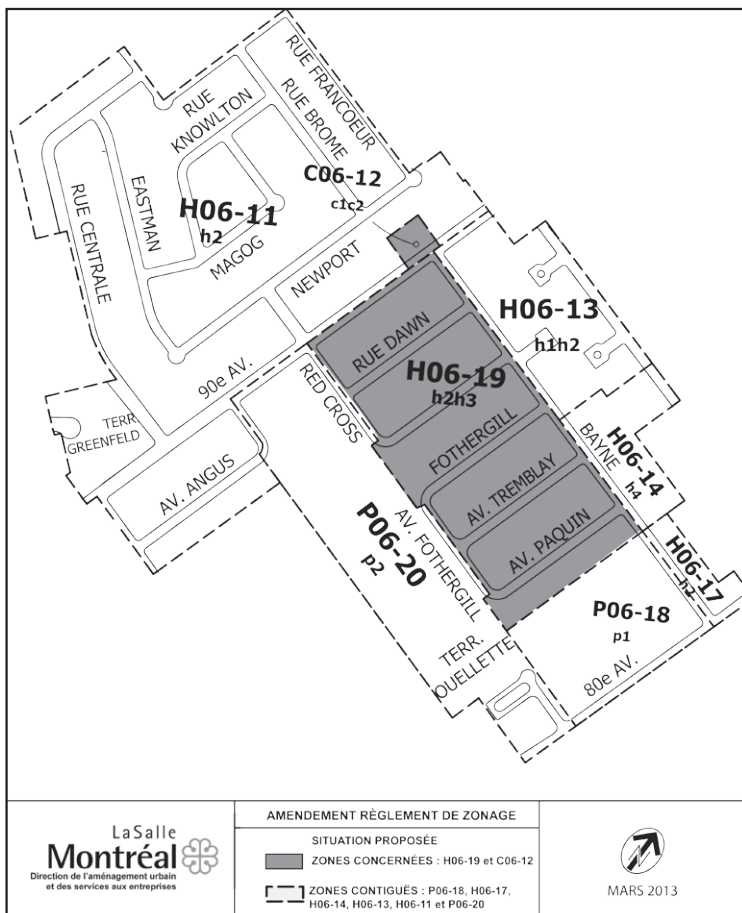 RUE FRANCOEUR
RUE BROME
RUE
KNOWLTON
C06-12
c1c2
EASTMAN
RUE CENTRALE
H06-11
h2
MAGOG
NEWPORT
H06-13
h1h2
RUE DAWN
90e AV.
RED CROSS
H06-19
h2h3
FOTHERGILL
BAYNE
H06-14
h4
TERR.
GREENFELD
AV. ANGUS
AV. TREMBLAY
P06-20
p2
AV. FOTHERGILL
AV. PAQUIN
H06-17
h2
P06-18
p1
TERR.
OUELLETTE
80e AV.
LaSalle
Montréal
Direction de l'aménagement urbain
et des services aux entreprises
AMENDEMENT RÈGLEMENT DE ZONAGE
SITUATION PROPOSÉE
ZONES CONCERNÉES : H06-19 et C06-12
ZONES CONTIGUËS : P06-18, H06-17,
H06-14, H06-13, H06-11 et P06-20
MARS 2013